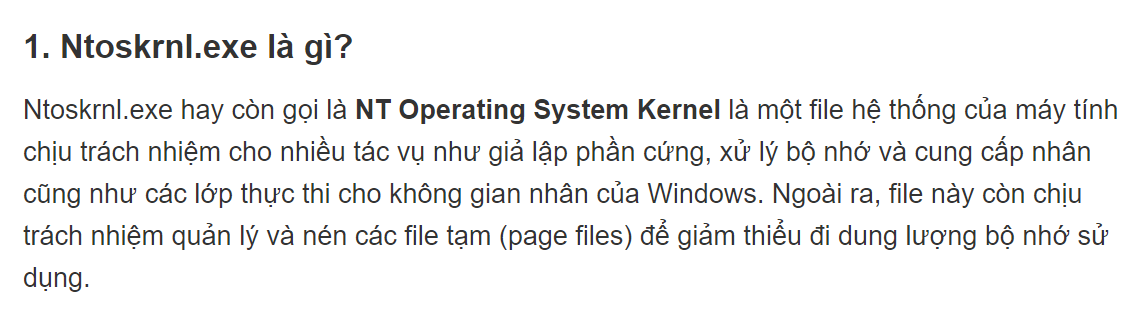 1. Ntoskrnl.exe là gì?
Ntoskrnl.exe hay còn gọi là NT Operating System Kernel là một file hệ thống của máy tính
chịu trách nhiệm cho nhiều tác vụ như giả lập phần cứng, xử lý bộ nhớ và cung cấp nhân
cũng như các lớp thực thi cho không gian nhân của Windows. Ngoài ra, file này còn chịu
trách nhiệm quản lý và nén các file tạm (page files) để giảm thiểu đi dung lượng bộ nhớ sử
dụng.